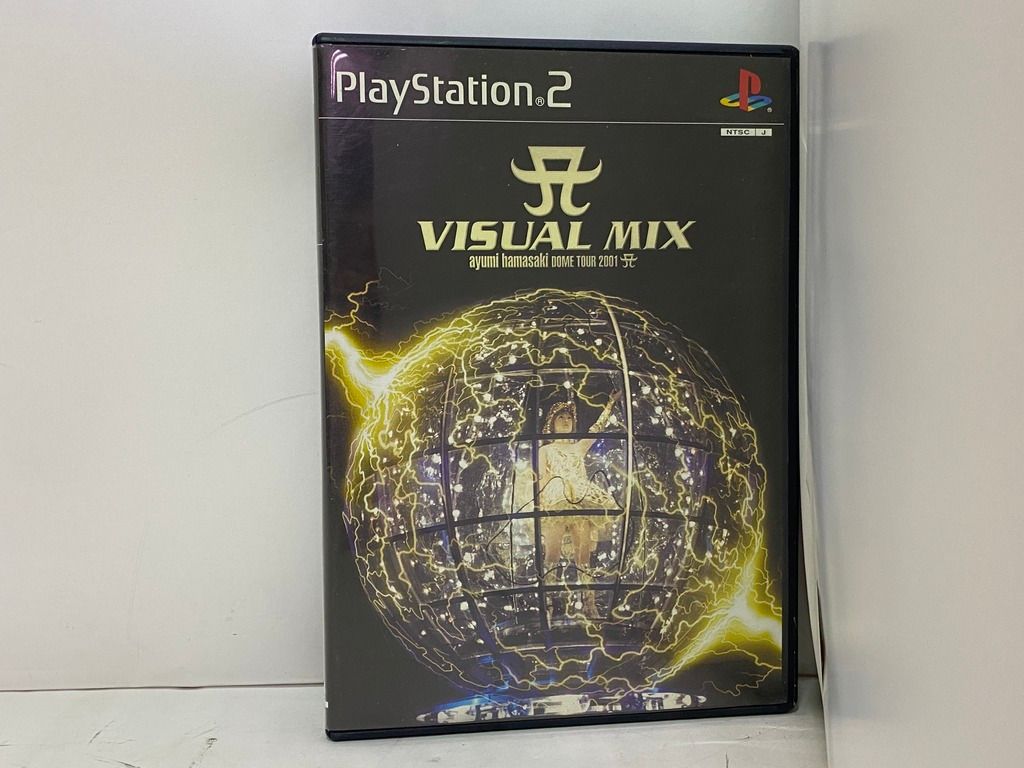 PlayStation®2
®
NTSC J
A
VISUAL MIX
ayumi hamasaki DOME TOUR 2001 A